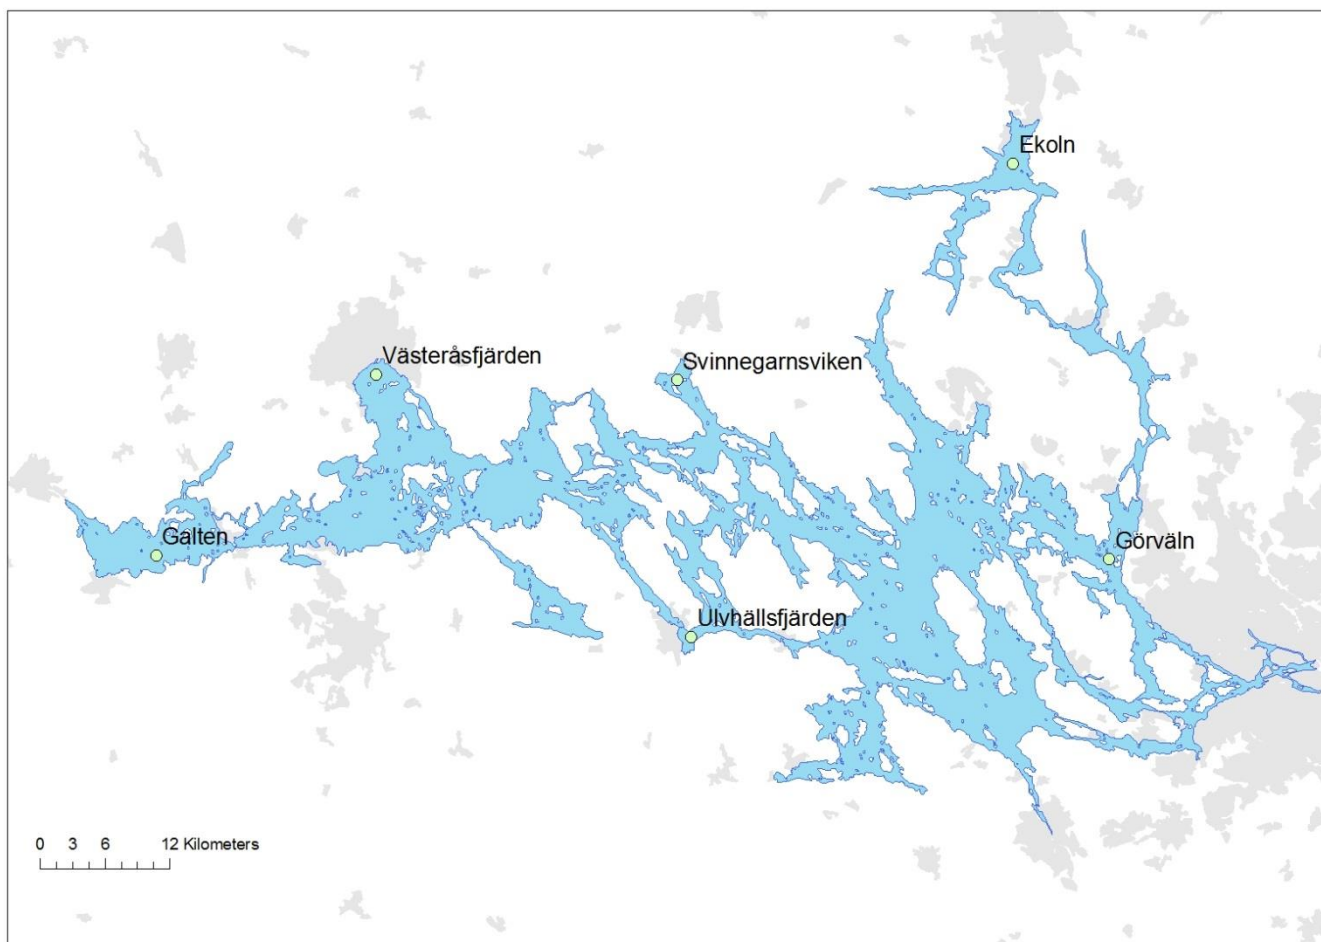 Ekoln
Västeråsfjärden
Svinnegarnsviken
Galten
Görväln
Ulvhällsfjärden
0 3 6 12 Kilometers